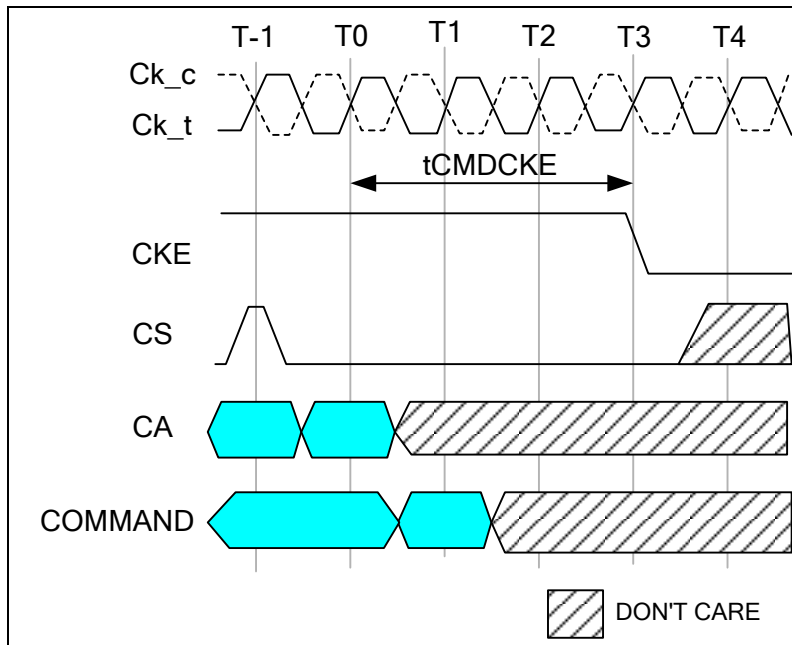 T-1 T0 T1 T2 T3 T4
Ck_c
Ck_t
tCMDCKE
CKE
CS
CA
COMMAND
DON'T CARE